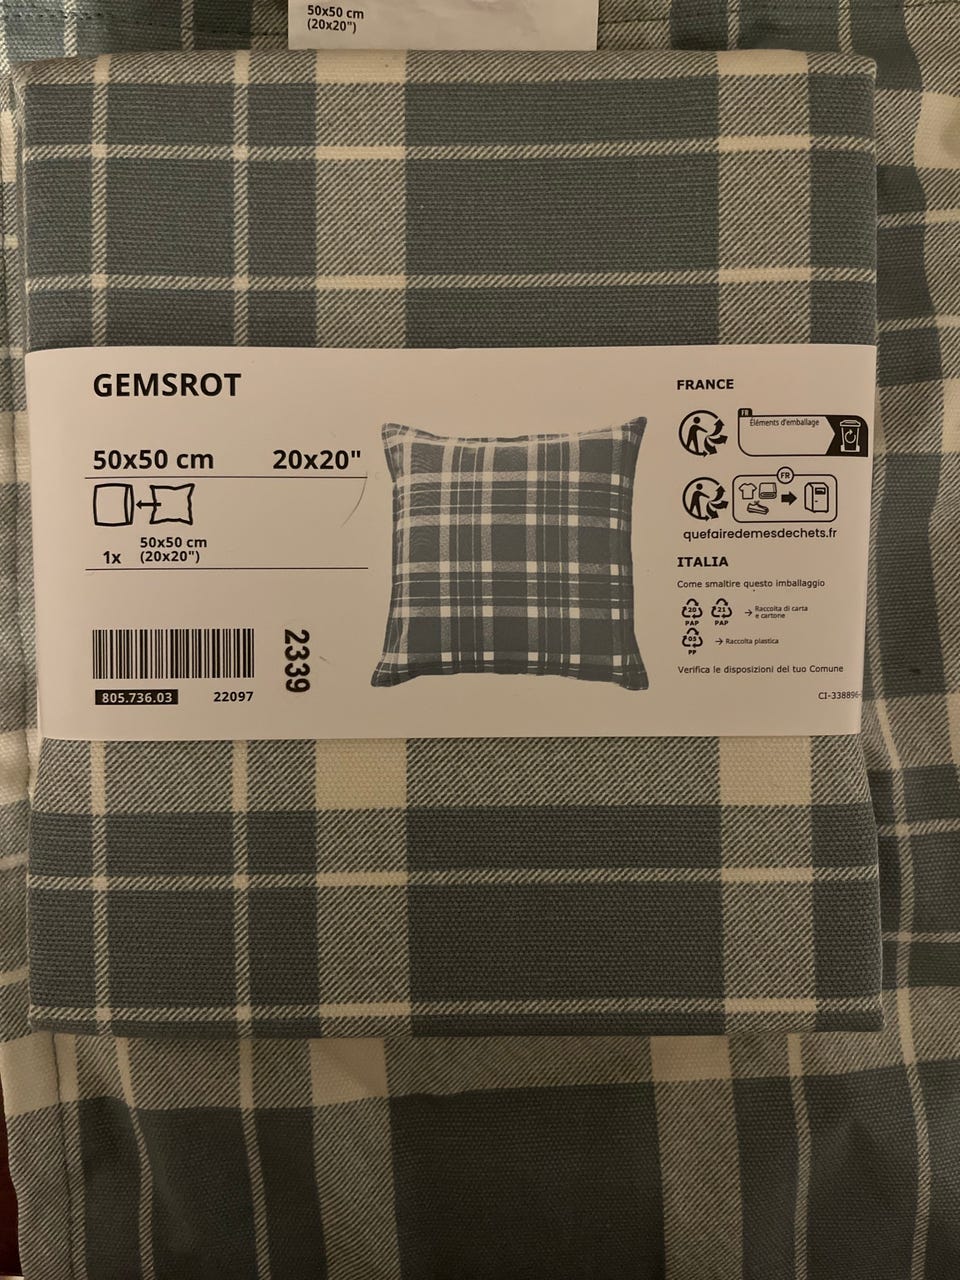 50x50 cm
(20x20")
GEMSROT
50x50 cm 20x20"
1x 50x50 cm
(20x20")
805.736.03 22097
2339
FRANCE
FR
Éléments d'emballage
FR
quefairedemesdechets.fr
ITALIA
Come smaltire questo imballaggio
20 PAP 21 PAP → Raccolta di carta
e cartone
05 PP → Raccolta plastica
Verifica le disposizioni del tuo Comune
CI-338896-